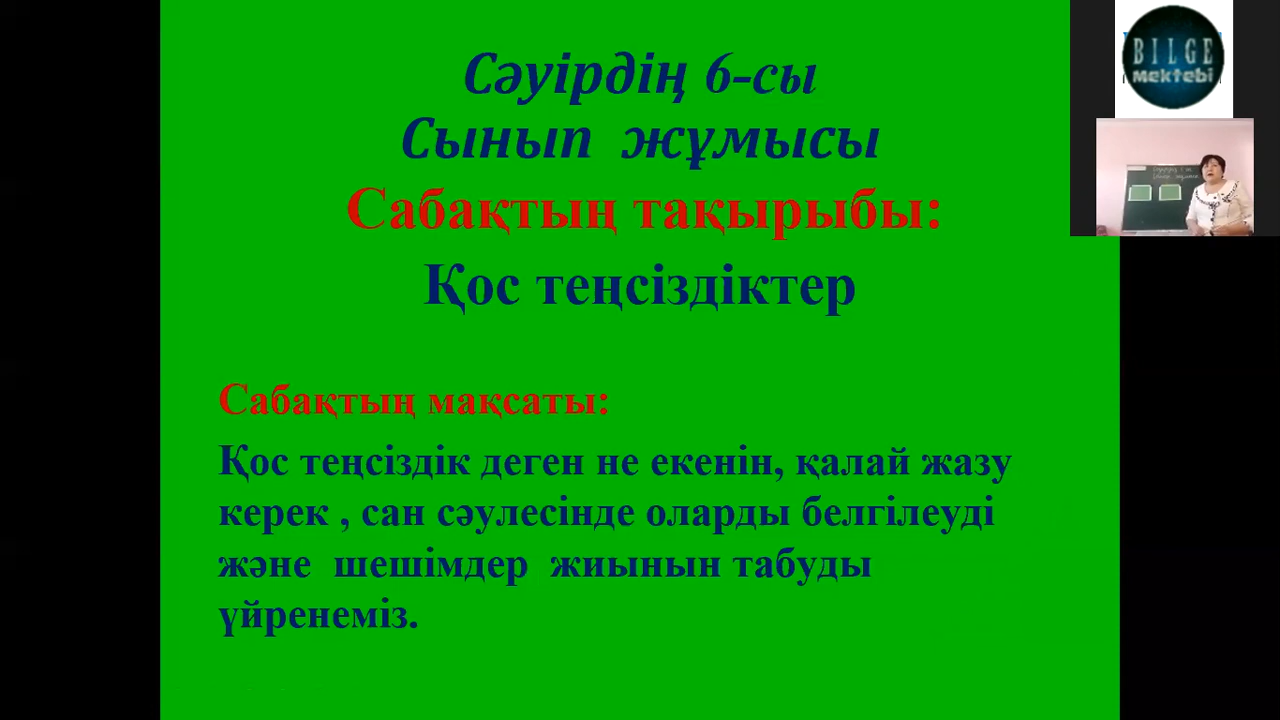 Сәуірдің 6-сы
Сынып жұмысы
Сабақтың тақырыбы:
Қос теңсіздіктер
Сабақтың мақсаты:
Қос теңсіздік деген не екенін, қалай жазу
керек , сан сәулесінде оларды белгілеуді
және шешімдер жиынын табуды
үйренеміз.
BILGE
мектебі